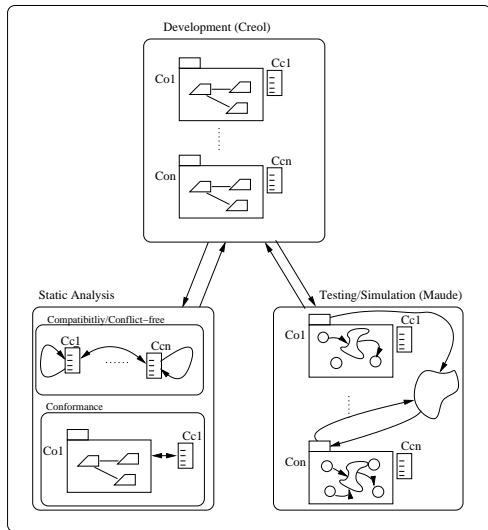 Development (Creol)
Co1
Cc1
Con
Ccn
Static Analysis
Compatibitliy/Conflict-free
Cc1
Ccn
......
Conformance
Co1
Cc1
Testing/Simulation (Maude)
Co1
Cc1
Con
Ccn